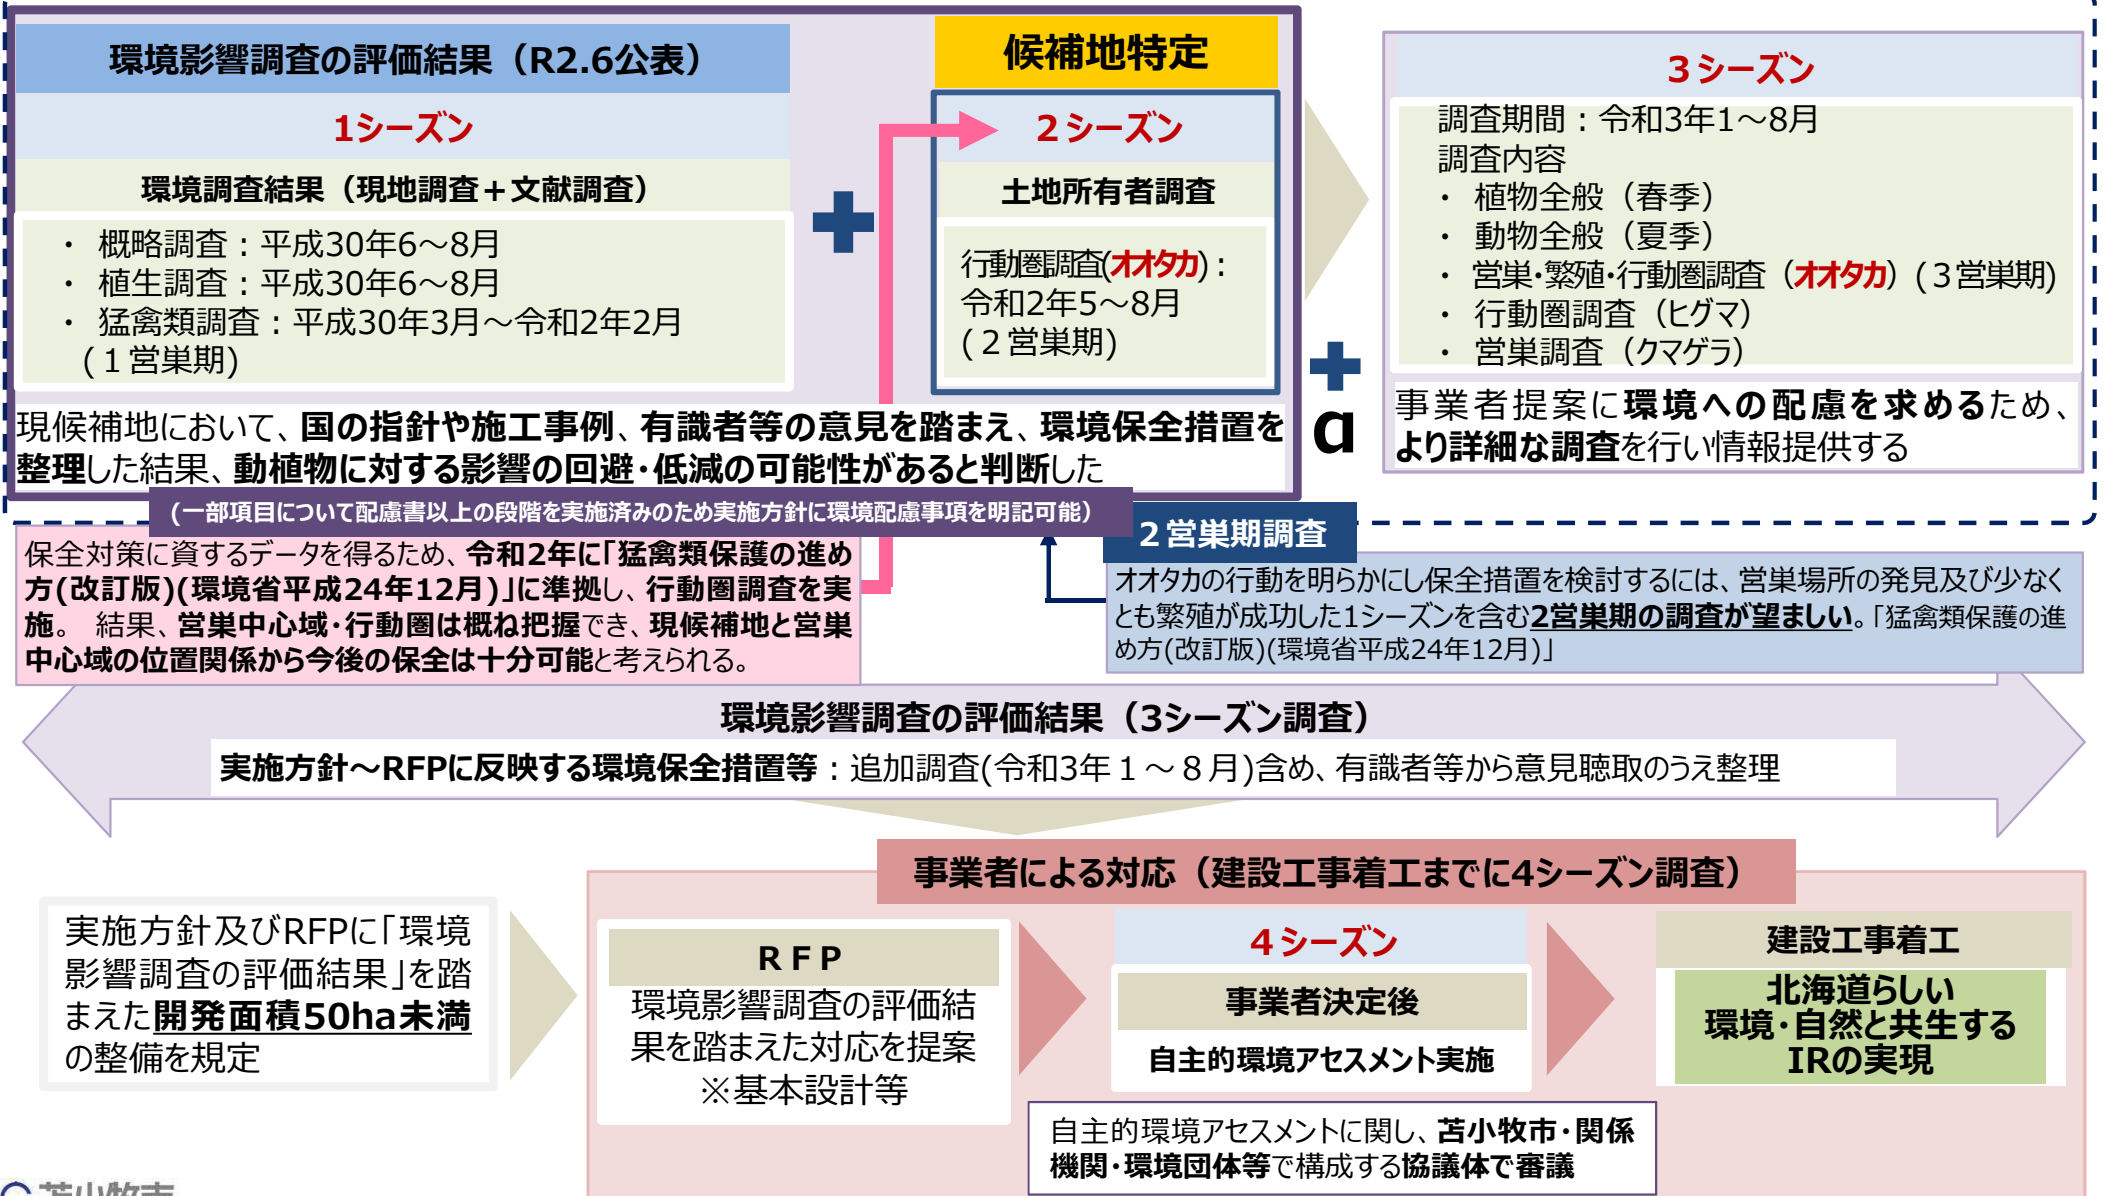 環境影響調査の評価結果（R2.6公表）
1シーズン
環境調査結果（現地調査＋文献調査）
・ 概略調査：平成30年6～8月
・ 植生調査：平成30年6～8月
・ 猛禽類調査：平成30年3月～令和2年2月
(１営巣期)
候補地特定
２シーズン
土地所有者調査
行動圏調査(オオタカ)：
令和2年5～8月
(２営巣期)
現候補地において、国の指針や施工事例、有識者等の意見を踏まえ、環境保全措置を
整理した結果、動植物に対する影響の回避・低減の可能性があると判断した
(一部項目について配慮書以上の段階を実施済みのため実施方針に環境配慮事項を明記可能）
α
３シーズン
調査期間：令和3年1～8月
調査内容
・ 植物全般（春季）
・ 動物全般（夏季）
・ 営巣・繁殖・行動圏調査（オオタカ）(３営巣期)
・ 行動圏調査（ヒグマ）
・ 営巣調査（クマゲラ）
事業者提案に環境への配慮を求めるため、
より詳細な調査を行い情報提供する
保全対策に資するデータを得るため、令和2年に「猛禽類保護の進め
方(改訂版)(環境省平成24年12月)」に準拠し、行動圏調査を実
施。 結果、営巣中心域・行動圏は概ね把握でき、現候補地と営巣
中心域の位置関係から今後の保全は十分可能と考えられる。
２営巣期調査
オオタカの行動を明らかにし保全措置を検討するには、営巣場所の発見及び少なく
とも繁殖が成功した1シーズンを含む2営巣期の調査が望ましい。「猛禽類保護の進
め方(改訂版)(環境省平成24年12月)」
環境影響調査の評価結果（3シーズン調査）
実施方針～RFPに反映する環境保全措置等：追加調査(令和3年１～８月)含め、有識者等から意見聴取のうえ整理
事業者による対応（建設工事着工までに4シーズン調査）
実施方針及びRFPに「環境
影響調査の評価結果」を踏
まえた開発面積50ha未満
の整備を規定
ＲＦＰ
環境影響調査の評価結
果を踏まえた対応を提案
※基本設計等
４シーズン
事業者決定後
自主的環境アセスメント実施
建設工事着工
北海道らしい
環境・自然と共生する
IRの実現
自主的環境アセスメントに関し、苫小牧市・関係
機関・環境団体等で構成する協議体で審議
苫小牧市